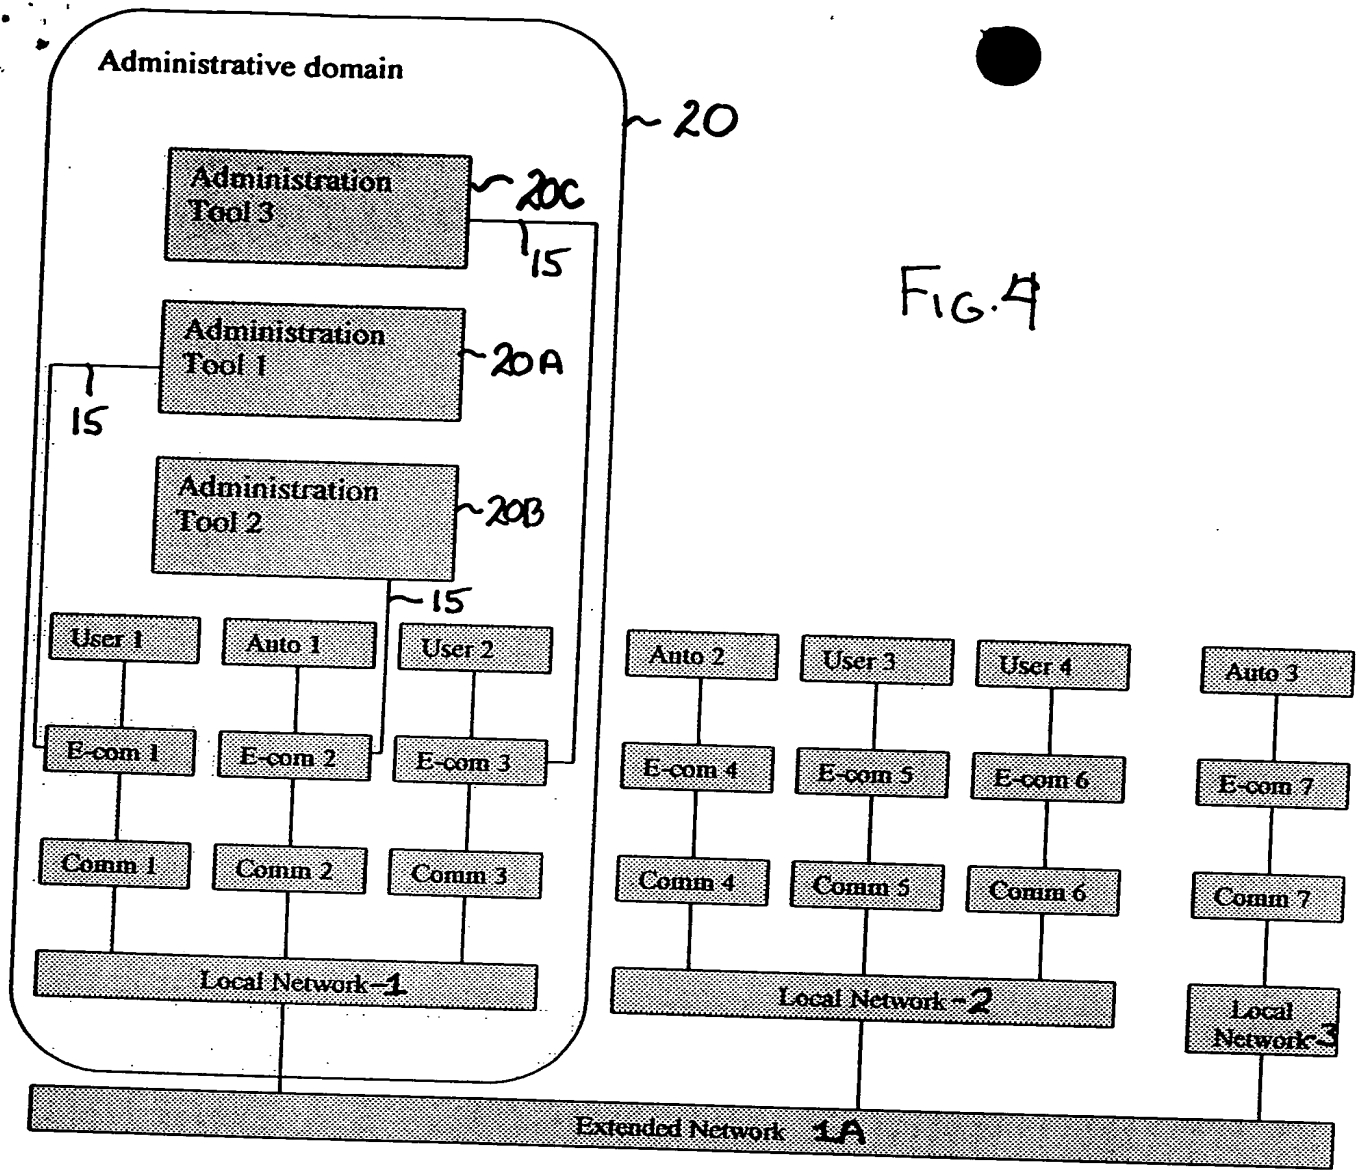 Administrative domain
20
Administration
Tool 3
20C
15
FIG. 4
Administration
Tool 1
20A
15
Administration
Tool 2
20B
15
User 1
Auto 1
User 2
Auto 2
User 3
User 4
Auto 3
E-com 1
E-com 2
E-com 3
E-com 4
E-com 5
E-com 6
E-com 7
Comm 1
Comm 2
Comm 3
Comm 4
Comm 5
Comm 6
Comm 7
Local Network-1
Local Network-2
Local
Network-3
Extended Network 1A